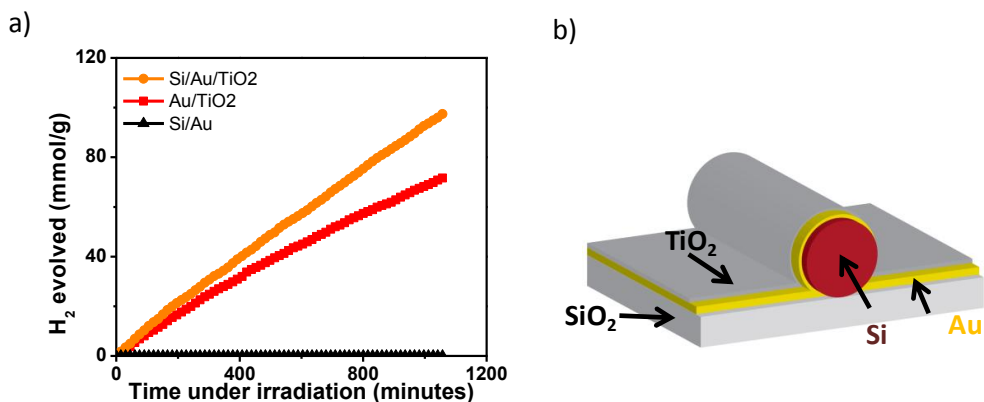 a)
120
80
40
0
H₂ evolved (mmol/g)
Si/Au/TiO2
Au/TiO2
Si/Au
0 400 800 1200
Time under irradiation (minutes)
b)
TiO₂
SiO₂
Si
Au